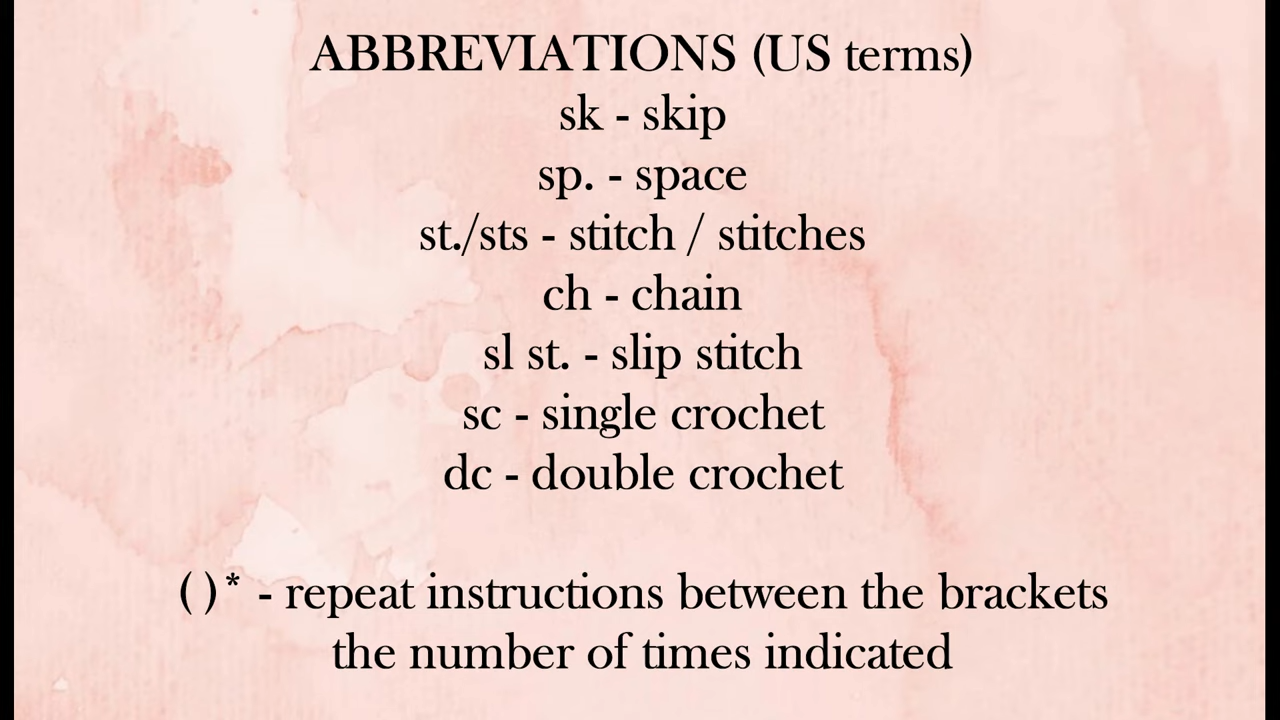 ABBREVIATIONS (US terms)
sk - skip
sp. - space
st./sts - stitch / stitches
ch - chain
sl st. - slip stitch
sc - single crochet
dc - double crochet
( ) * - repeat instructions between the brackets
the number of times indicated